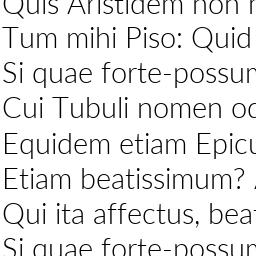 Quis Aristidem non
Tum mihi Piso: Quid
Si quae forte-possum
Cui Tubuli nomen od
Equidem etiam Epicu
Etiam beatissimum?
Qui ita affectus, bea
Si quae forte-possum